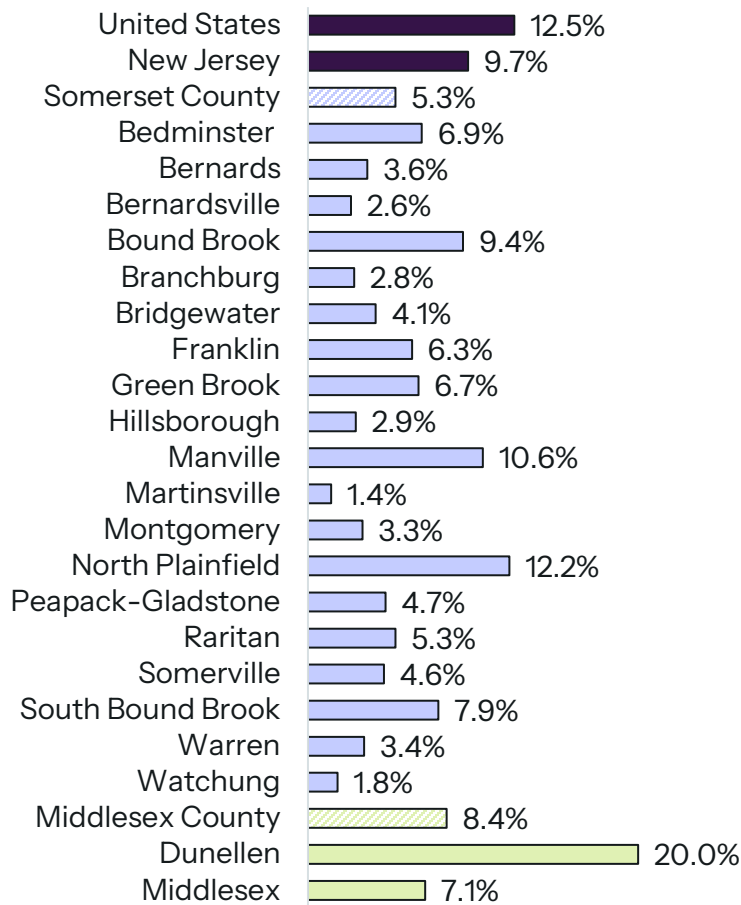 United States 12.5%
New Jersey 9.7%
Somerset County 5.3%
Bedminster 6.9%
Bernards 3.6%
Bernardsville 2.6%
Bound Brook 9.4%
Branchburg 2.8%
Bridgewater 4.1%
Franklin 6.3%
Green Brook 6.7%
Hillsborough 2.9%
Manville 10.6%
Martinsville 1.4%
Montgomery 3.3%
North Plainfield 12.2%
Peapack-Gladstone 4.7%
Raritan 5.3%
Somerville 4.6%
South Bound Brook 7.9%
Warren 3.4%
Watchung 1.8%
Middlesex County 8.4%
Dunellen 20.0%
Middlesex 7.1%